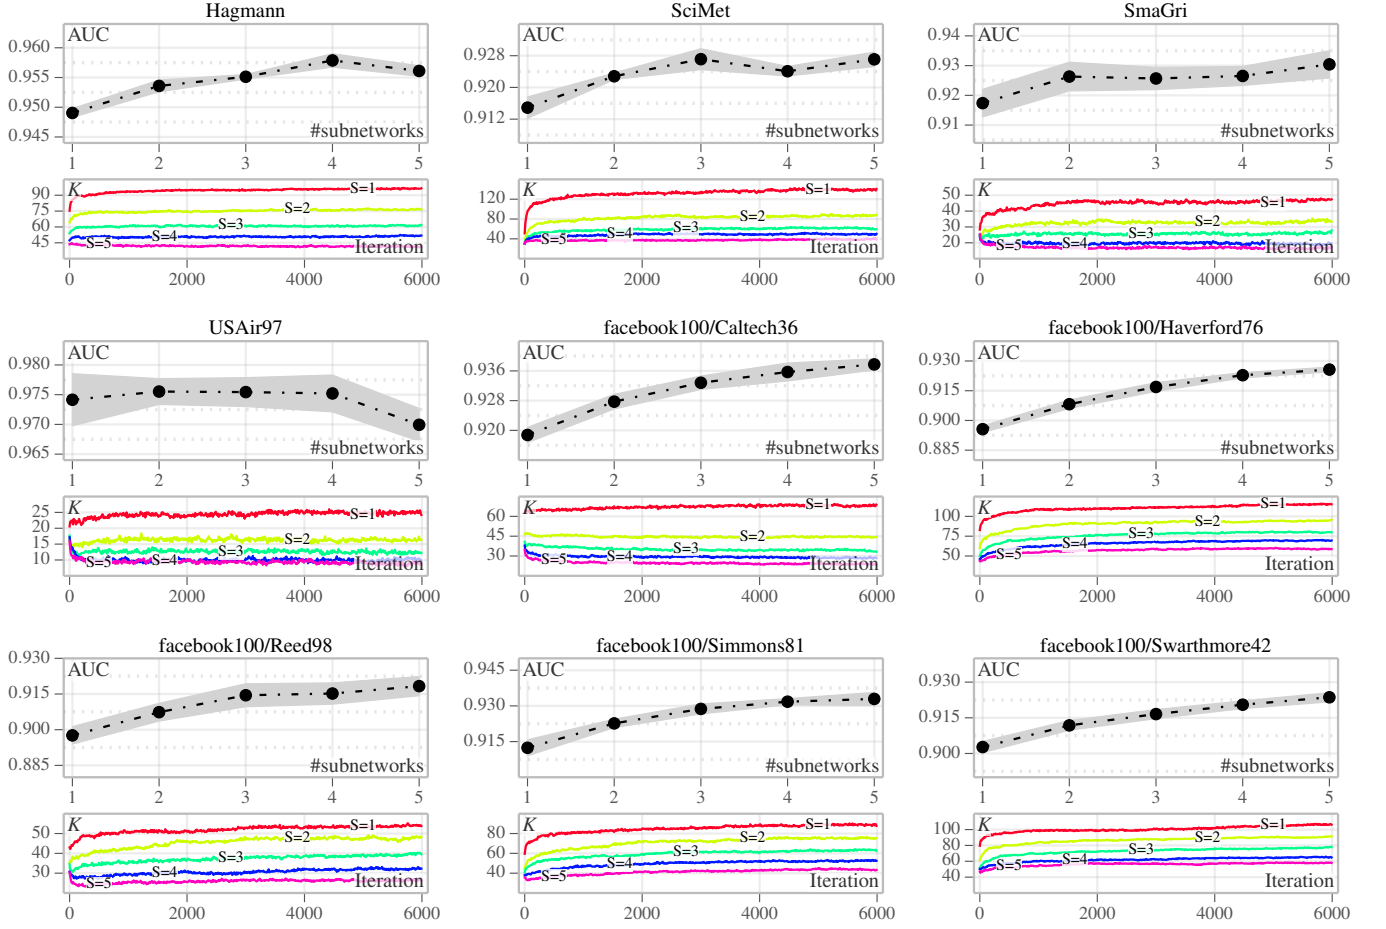 Hagmann
AUC
0.960
0.955
0.950
0.945
#subnetworks
1 2 3 4 5
K
90
75
60
45
S=1
S=2
S=3
S=4
S=5
Iteration
0 2000 4000 6000
SciMet
AUC
0.928
0.920
0.912
#subnetworks
1 2 3 4 5
K
120
80
40
S=1
S=2
S=3
S=4
S=5
Iteration
0 2000 4000 6000
SmaGri
AUC
0.94
0.93
0.92
0.91
#subnetworks
1 2 3 4 5
K
50
40
30
20
S=1
S=2
S=3
S=4
S=5
Iteration
0 2000 4000 6000
USAir97
AUC
0.980
0.975
0.970
0.965
#subnetworks
1 2 3 4 5
K
25
20
15
10
S=1
S=2
S=3
S=4
S=5
Iteration
0 2000 4000 6000
facebook100/Caltech36
AUC
0.936
0.928
0.920
#subnetworks
1 2 3 4 5
K
60
45
30
S=1
S=2
S=3
S=4
S=5
Iteration
0 2000 4000 6000
facebook100/Haverford76
AUC
0.930
0.915
0.900
0.885
#subnetworks
1 2 3 4 5
K
100
75
50
S=1
S=2
S=3
S=4
S=5
Iteration
0 2000 4000 6000
facebook100/Reed98
AUC
0.930
0.915
0.900
0.885
#subnetworks
1 2 3 4 5
K
50
40
30
S=1
S=2
S=3
S=4
S=5
Iteration
0 2000 4000 6000
facebook100/Simmons81
AUC
0.945
0.930
0.915
#subnetworks
1 2 3 4 5
K
80
60
40
S=1
S=2
S=3
S=4
S=5
Iteration
0 2000 4000 6000
facebook100/Swarthmore42
AUC
0.930
0.915
0.900
#subnetworks
1 2 3 4 5
K
100
80
60
40
S=1
S=2
S=3
S=4
S=5
Iteration
0 2000 4000 6000